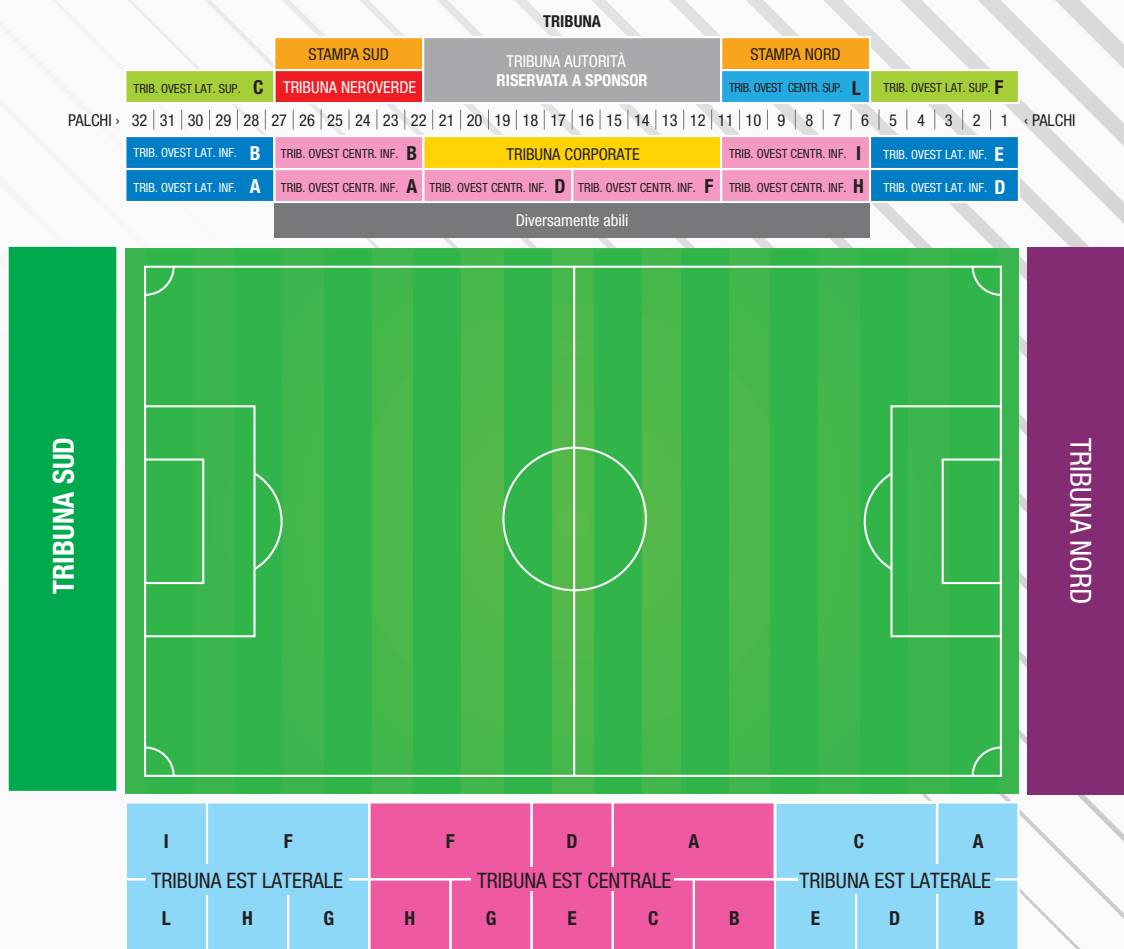 TRIBUNA
STAMPA SUD
TRIBUNA AUTORITÀ
RISERVATA A SPONSOR
STAMPA NORD
TRIB. OVEST LAT. SUP. C
TRIBUNA NEROVERDE
TRIB. OVEST CENTR. SUP. L
TRIB. OVEST LAT. SUP. F
PALCHI › 32 | 31 | 30 | 29 | 28 | 27 | 26 | 25 | 24 | 23 | 22 | 21 | 20 | 19 | 18 | 17 | 16 | 15 | 14 | 13 | 12 | 11 | 10 | 9 | 8 | 7 | 6 | 5 | 4 | 3 | 2 | 1 ‹ PALCHI
TRIB. OVEST LAT. INF. B
TRIB. OVEST CENTR. INF. B
TRIBUNA CORPORATE
TRIB. OVEST CENTR. INF. I
TRIB. OVEST LAT. INF. E
TRIB. OVEST LAT. INF. A
TRIB. OVEST CENTR. INF. A
TRIB. OVEST CENTR. INF. D
TRIB. OVEST CENTR. INF. F
TRIB. OVEST CENTR. INF. H
TRIB. OVEST LAT. INF. D
Diversamente abili
TRIBUNA SUD
TRIBUNA NORD
I F F D A C A
TRIBUNA EST LATERALE
TRIBUNA EST CENTRALE
TRIBUNA EST LATERALE
L H G H G E C B E D B